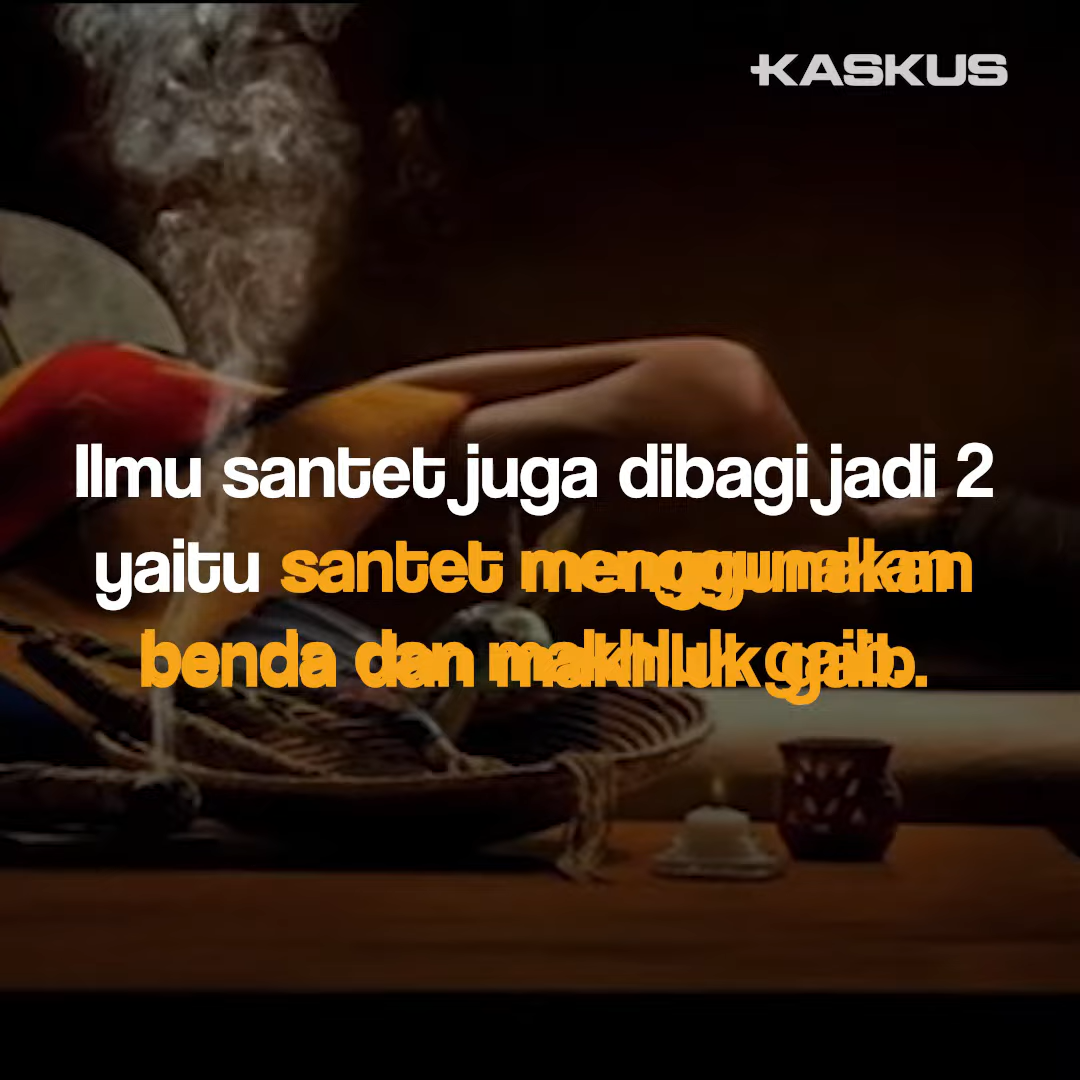 KASKUS
Ilmu santet juga dibagi jadi 2
yaitu santet menggunakan
benda dan makhluk gaib.